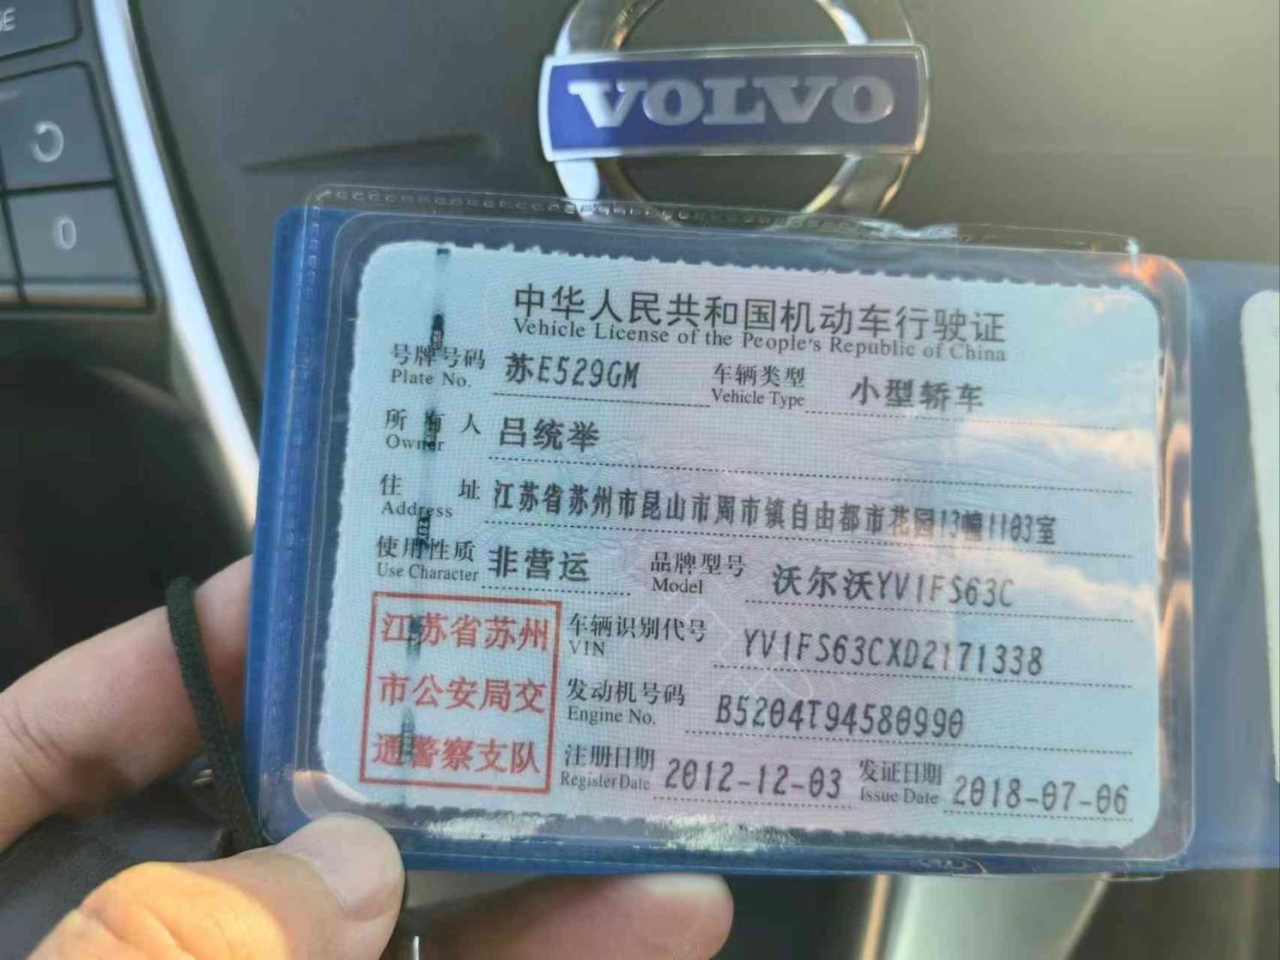 VOLVO
0
中华人民共和国机动车行驶证
Vehicle License of the People's Republic of China
号牌号码 苏E529GM 车辆类型 小型轿车
Plate No. Vehicle Type
所有人 吕统举
Owner
住址 江苏省苏州市昆山市周市镇自由都市花园13幢1103室
Address
使用性质 非营运 品牌型号 沃尔沃YV1FS63C
Use Character Model
江苏省苏州
市公安局交
通警察支队
车辆识别代号 YV1FS63CXD2171338
VIN
发动机号码 B5204T94580990
Engine No.
注册日期 2012-12-03 发证日期 2018-07-06
Register Date Issue Date